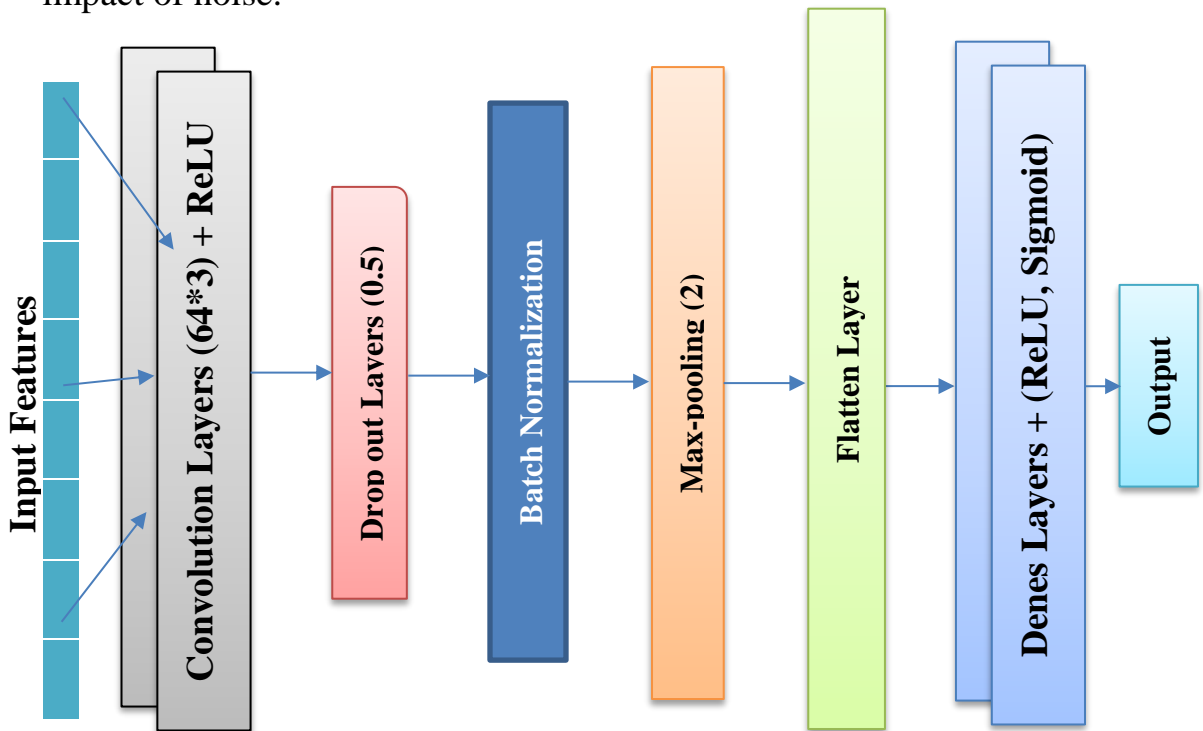 impact of noise.
Input Features
Convolution Layers (64*3) + ReLU
Drop out Layers (0.5)
Batch Normalization
Max-pooling (2)
Flatten Layer
Denes Layers + (ReLU, Sigmoid)
Output